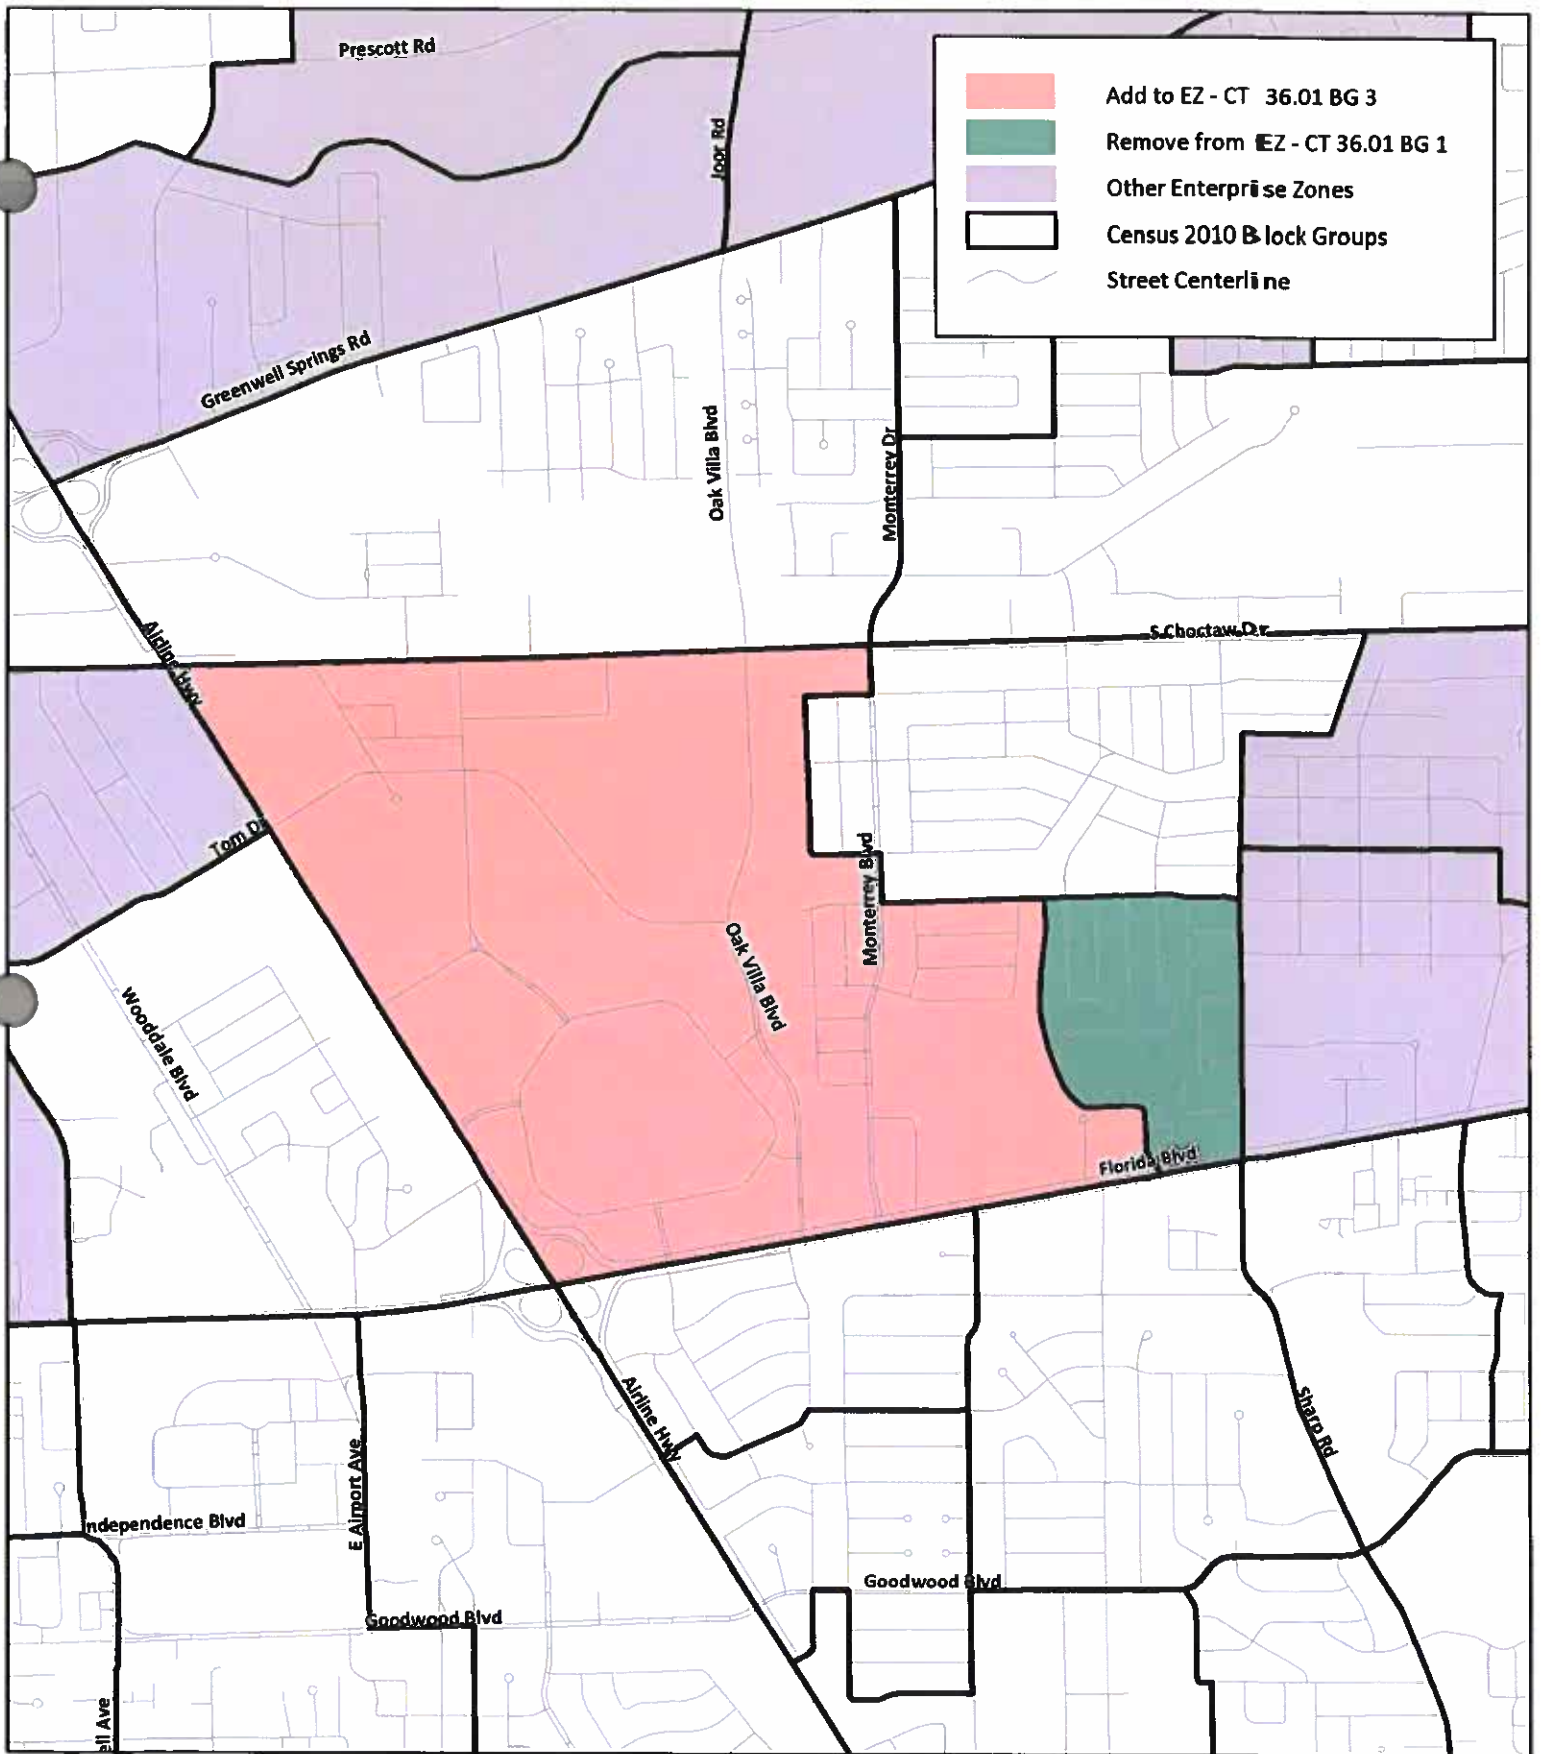 Prescott Rd
Joor Rd
Add to EZ - CT 36.01 BG 3
Remove from EZ - CT 36.01 BG 1
Other Enterprise Zones
Census 2010 Block Groups
Street Centerline
Greenwell Springs Rd
Oak Villa Blvd
Monterrey Dr
Airline Hwy
S Choctaw Dr
Tom Dr
Monterrey Blvd
Oak Villa Blvd
Wooddale Blvd
Florida Blvd
Airline Hwy
Sharp Rd
E Airport Ave
ndependence Blvd
Goodwood Blvd
Goodwood Blvd
ell Ave